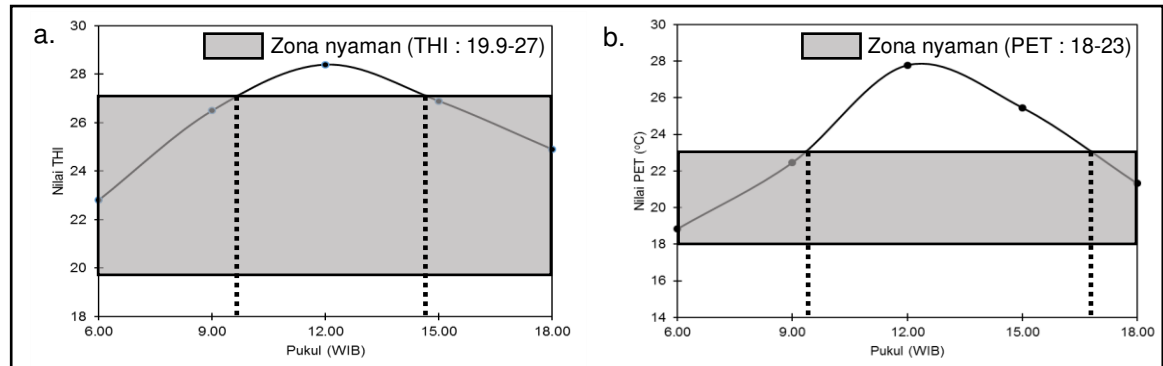 a.
Zona nyaman (THI : 19.9-27)
30
28
26
24
22
20
18
Nilai THI
6.00 9.00 12.00 15.00 18.00
Pukul (WIB)
b.
Zona nyaman (PET : 18-23)
30
28
26
24
22
20
18
16
14
Nilai PET (°C)
6.00 9.00 12.00 15.00 18.00
Pukul (WIB)